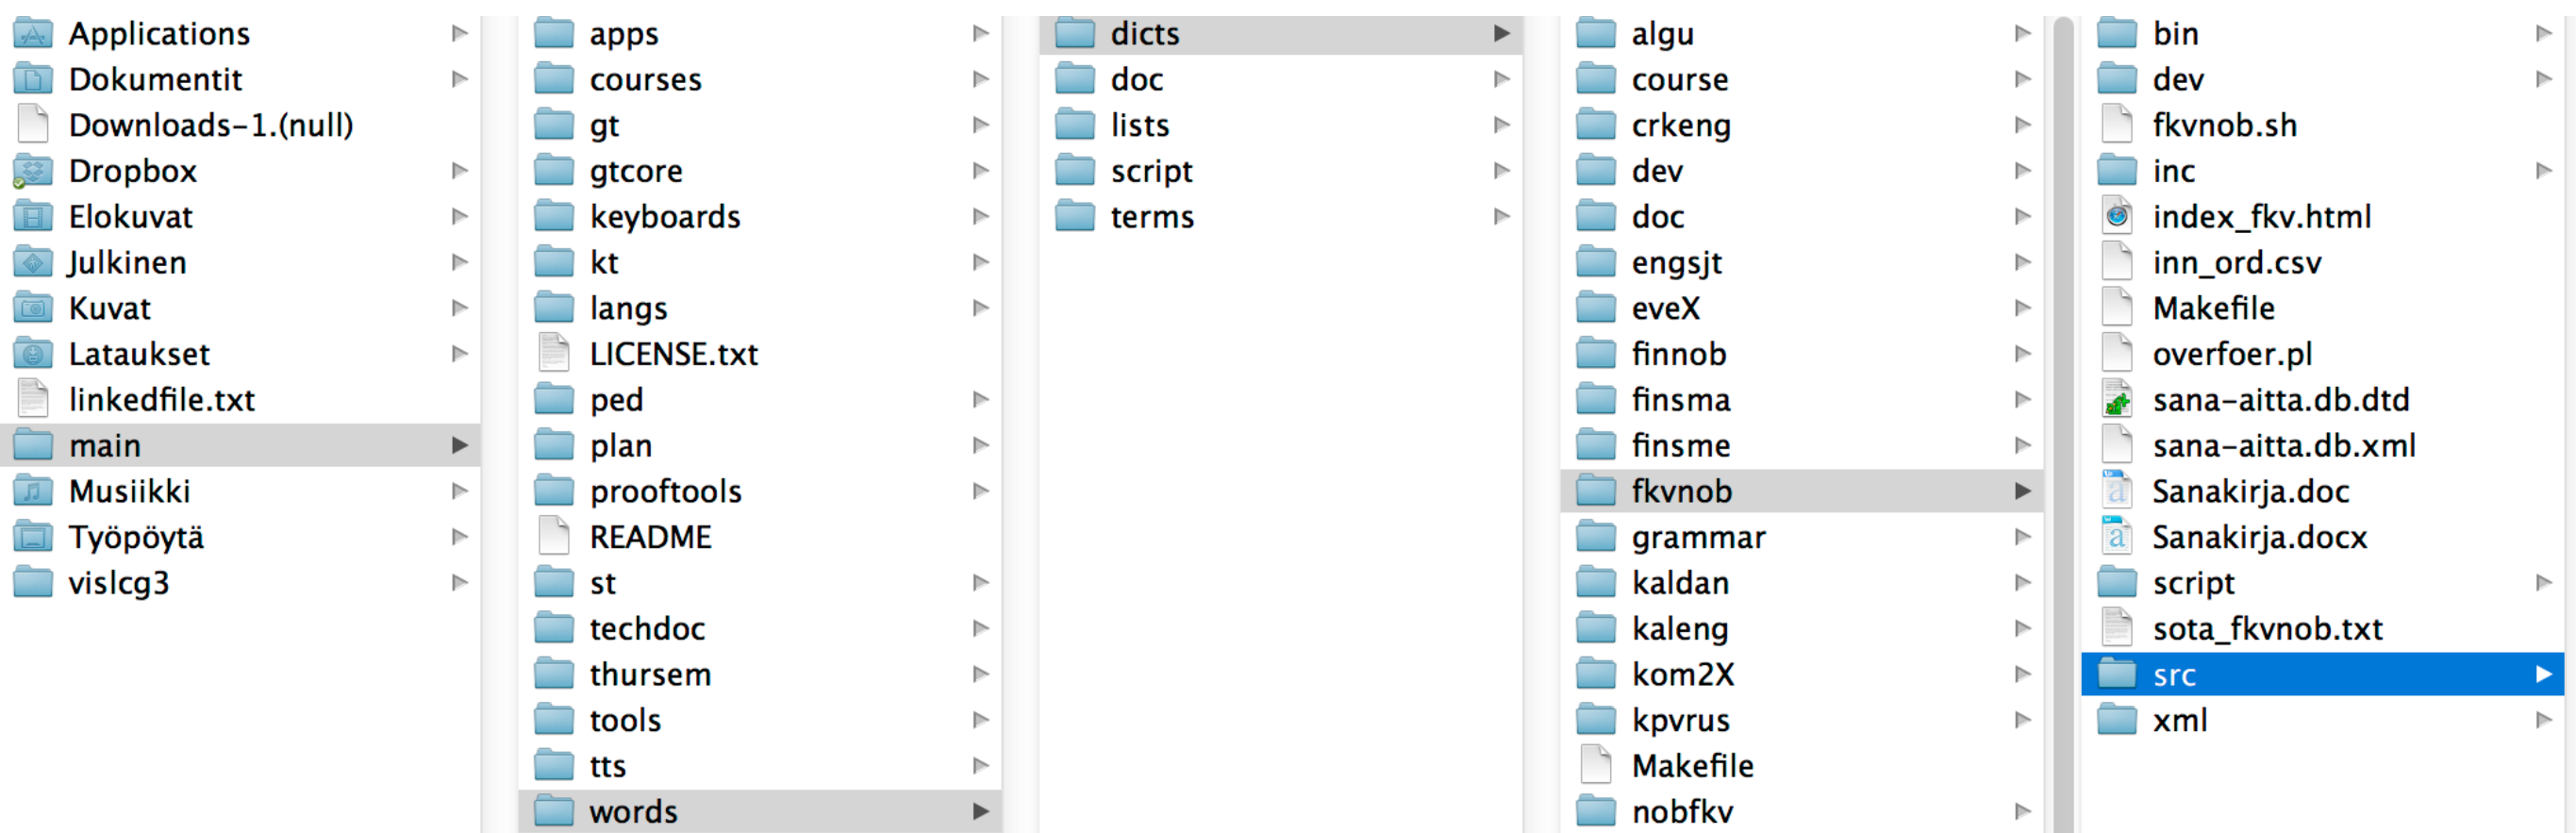 Applications
Dokumentit
Downloads-1.(null)
Dropbox
Elokuvat
Julkinen
Kuvat
Lataukset
linkedfile.txt
main
Musiikki
Työpöytä
vislcg3
apps
courses
gt
gtcore
keyboards
kt
langs
LICENSE.txt
ped
plan
prooftools
README
st
techdoc
thursem
tools
tts
words
dicts
doc
lists
script
terms
algu
course
crkeng
dev
doc
engsjt
eveX
finnob
finsma
finsme
fkvnob
grammar
kaldan
kaleng
kom2X
kpvrus
Makefile
nobfkv
bin
dev
fkvnob.sh
inc
index_fkv.html
inn_ord.csv
Makefile
overfoer.pl
sana-aitta.db.dtd
sana-aitta.db.xml
Sanakirja.doc
Sanakirja.docx
script
sota_fkvnob.txt
src
xml